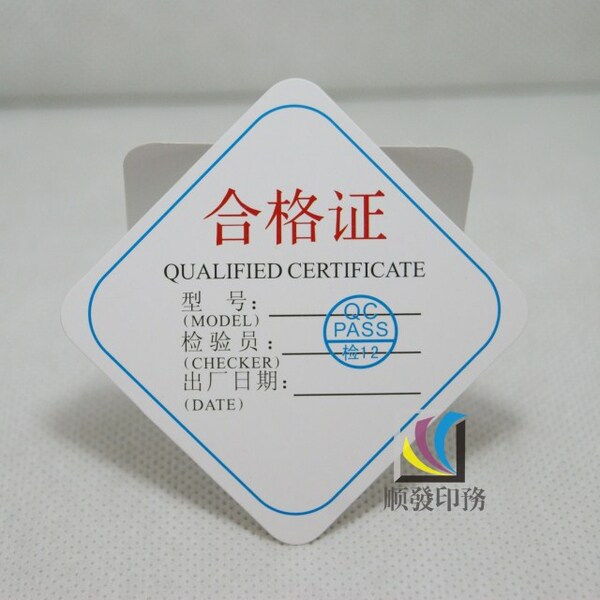 合格证
QUALIFIED CERTIFICATE
型 号:
(MODEL)
QC
PASS
检12
检验员:
(CHECKER)
出厂日期:
(DATE)
顺發印務